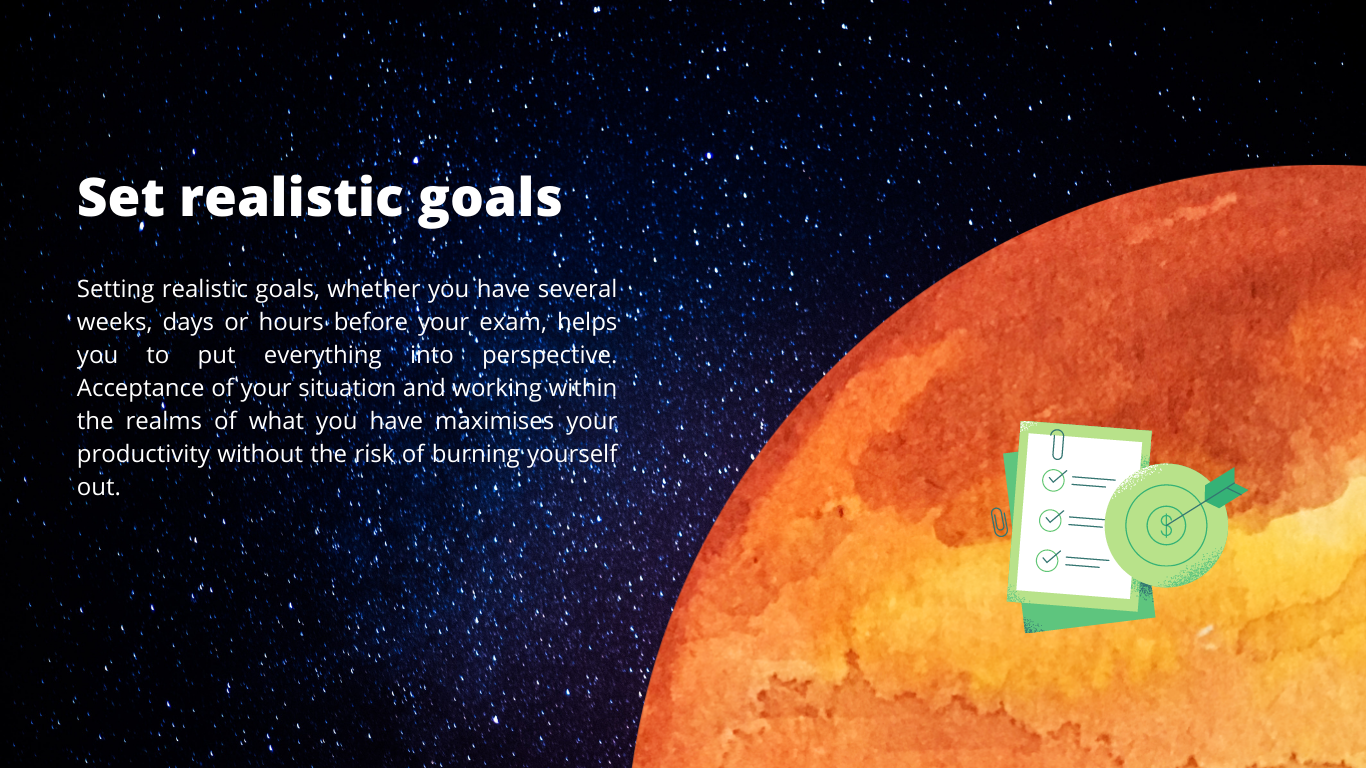 Set realistic goals
Setting realistic goals, whether you have several
weeks, days or hours before your exam, helps
you to put everything into perspective.
Acceptance of your situation and working within
the realms of what you have maximises your
productivity without the risk of burning yourself
out.
$